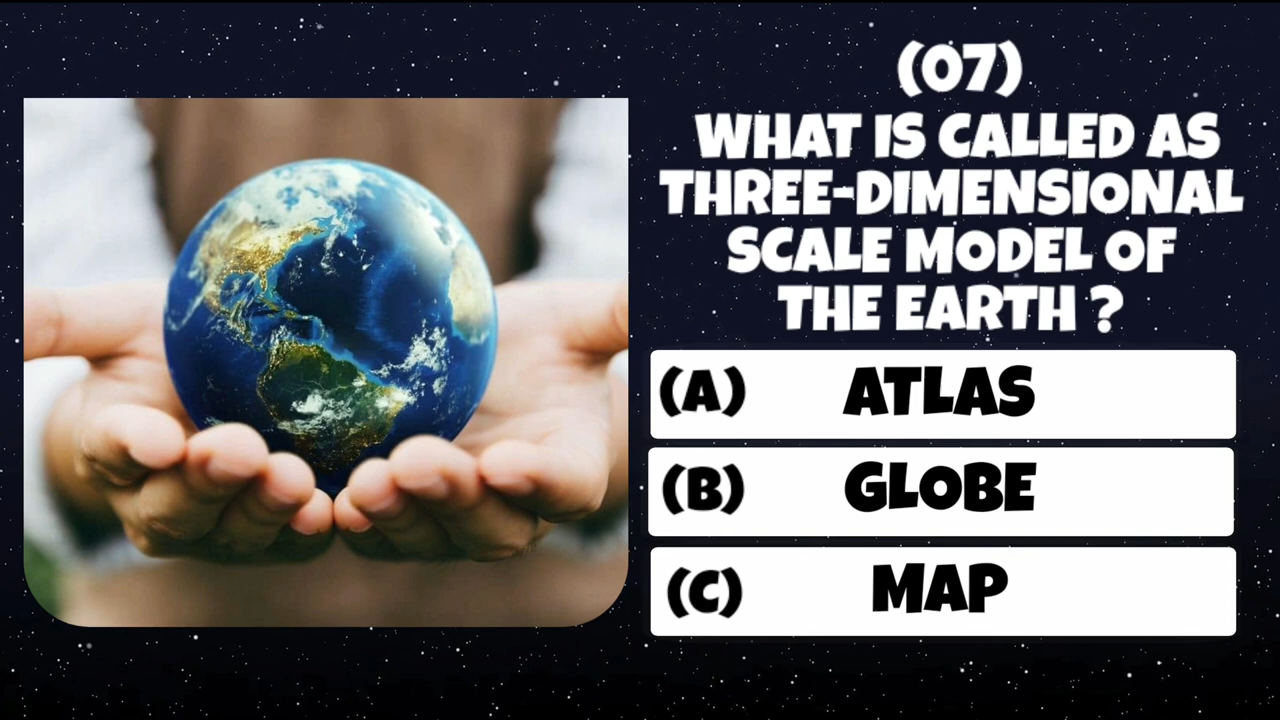 (07)
WHAT IS CALLED AS
THREE-DIMENSIONAL
SCALE MODEL OF
THE EARTH ?
(A) ATLAS
(B) GLOBE
(C) MAP